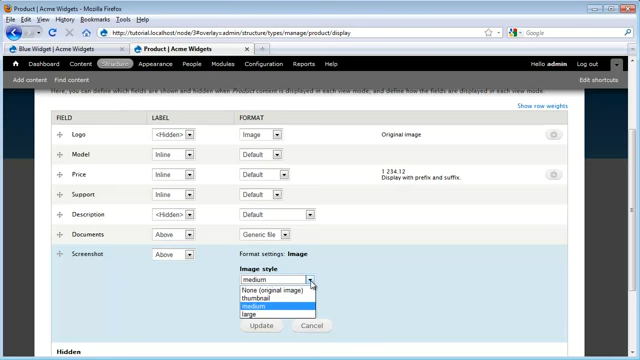 Product | Acme Widgets - Mozilla Firefox
File Edit View History Bookmarks Tools Help
http://tutorial.localhost/node/3#overlay=admin/structure/types/manage/product/display
Google
Blue Widget | Acme Widgets
Product | Acme Widgets
Dashboard Content Structure Appearance People Modules Configuration Reports Help
Hello admin Log out
Add content Find content
Edit shortcuts
Here, you can define which fields are shown and hidden when Product content is displayed in each view mode, and define how the fields are displayed in each view mode.
Show row weights
FIELD LABEL FORMAT
Logo <Hidden> Image Original image
Model Inline Default
Price Inline Default 1 234.12
Display with prefix and suffix.
Support Inline Default
Description <Hidden> Default
Documents Above Generic file
Screenshot Above Format settings: Image
Image style
medium
None (original image)
thumbnail
medium
large
Update Cancel
Hidden